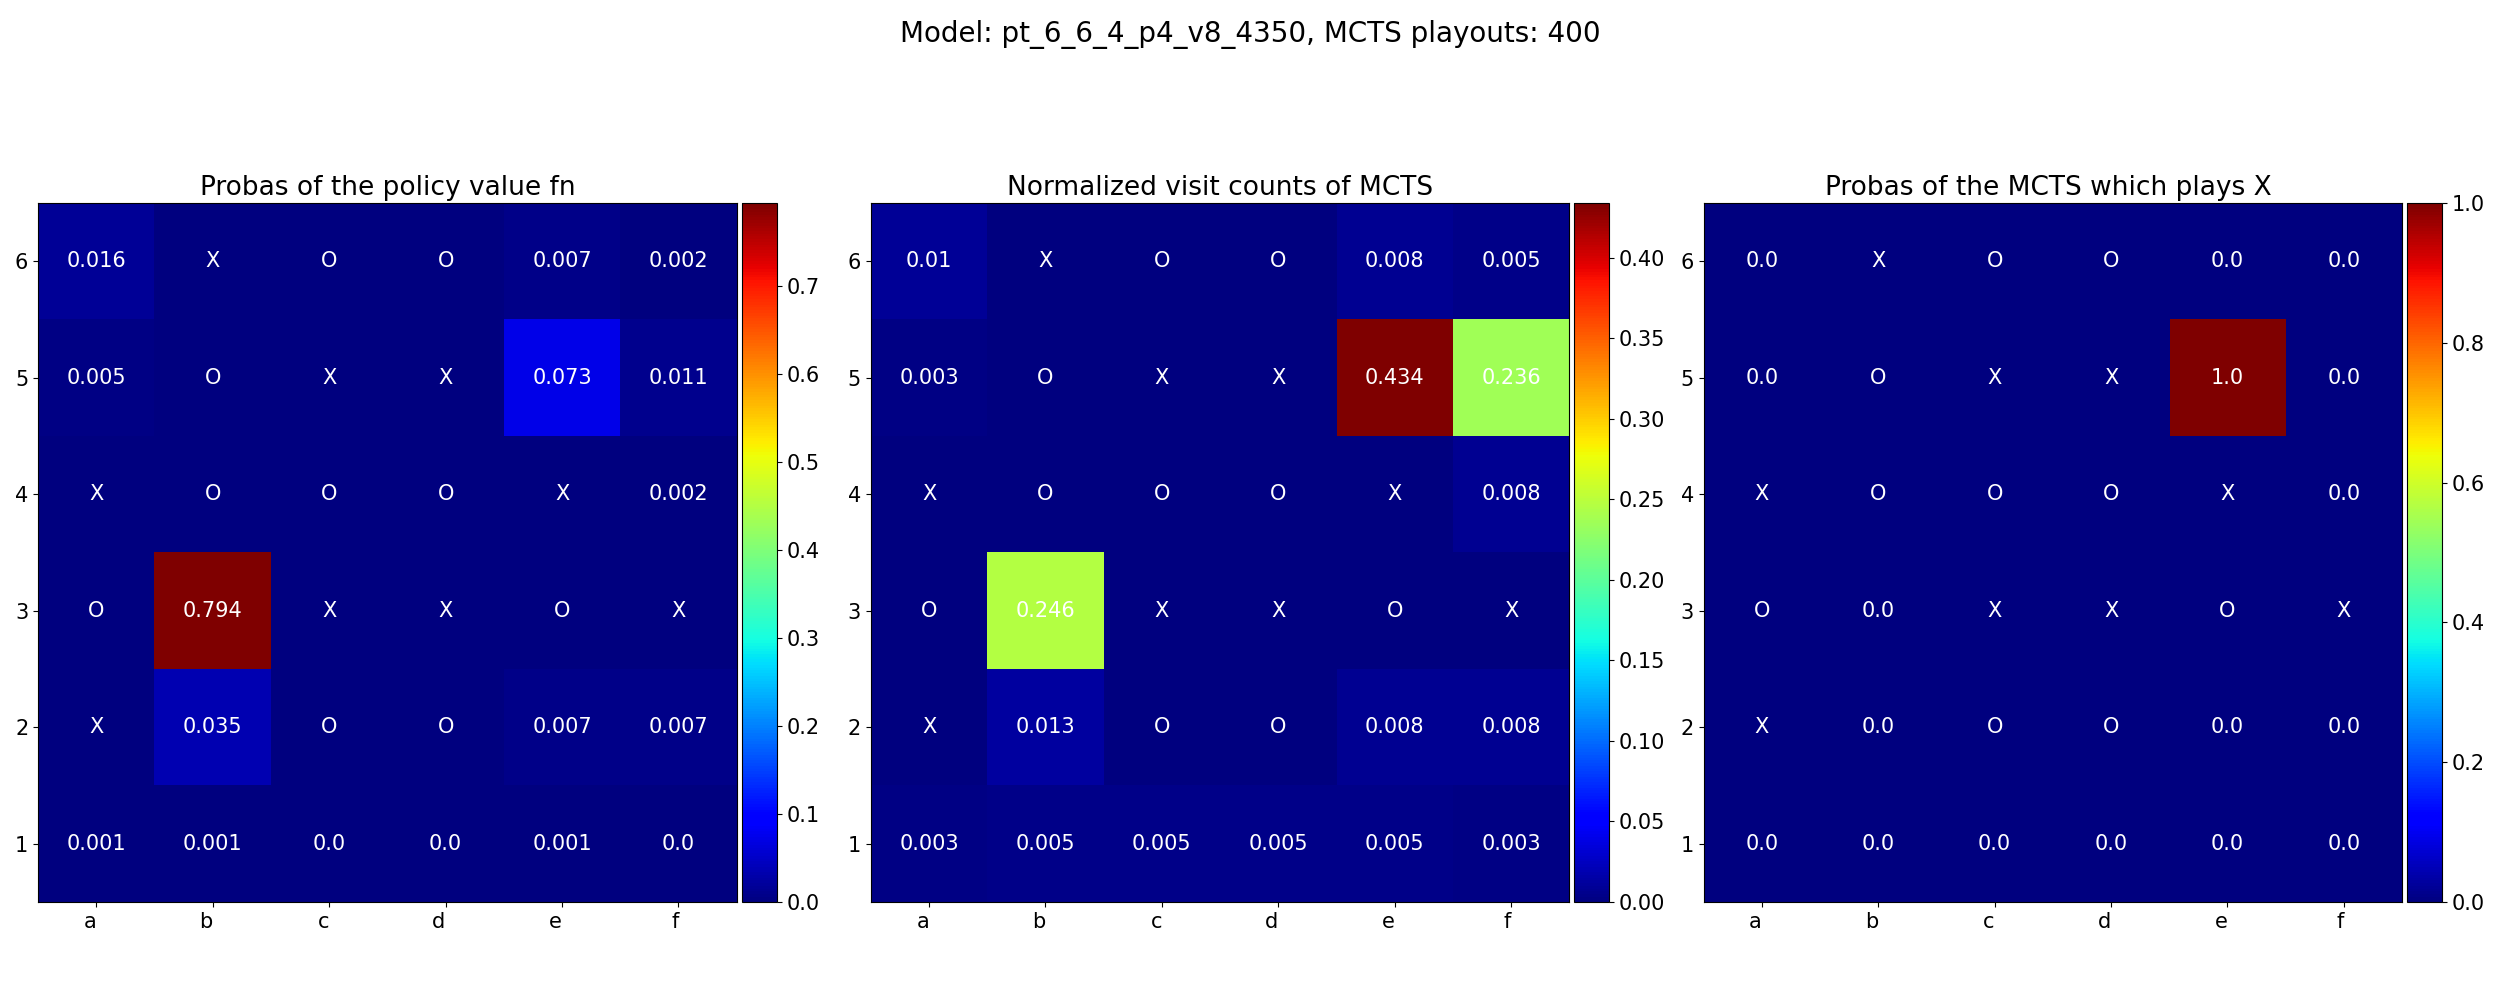 Model: pt_6_6_4_p4_v8_4350, MCTS playouts: 400
Probas of the policy value fn
6 0.016 X O O 0.007 0.002
5 0.005 O X X 0.073 0.011
4 X O O O X 0.002
3 O 0.794 X X O X
2 X 0.035 O O 0.007 0.007
1 0.001 0.001 0.0 0.0 0.001 0.0
a b c d e f
0.7
0.6
0.5
0.4
0.3
0.2
0.1
0.0
Normalized visit counts of MCTS
6 0.01 X O O 0.008 0.005
5 0.003 O X X 0.434 0.236
4 X O O O X 0.008
3 O 0.246 X X O X
2 X 0.013 O O 0.008 0.008
1 0.003 0.005 0.005 0.005 0.005 0.003
a b c d e f
0.40
0.35
0.30
0.25
0.20
0.15
0.10
0.05
0.00
Probas of the MCTS which plays X
6 0.0 X O O 0.0 0.0
5 0.0 O X X 1.0 0.0
4 X O O O X 0.0
3 O 0.0 X X O X
2 X 0.0 O O 0.0 0.0
1 0.0 0.0 0.0 0.0 0.0 0.0
a b c d e f
1.0
0.8
0.6
0.4
0.2
0.0